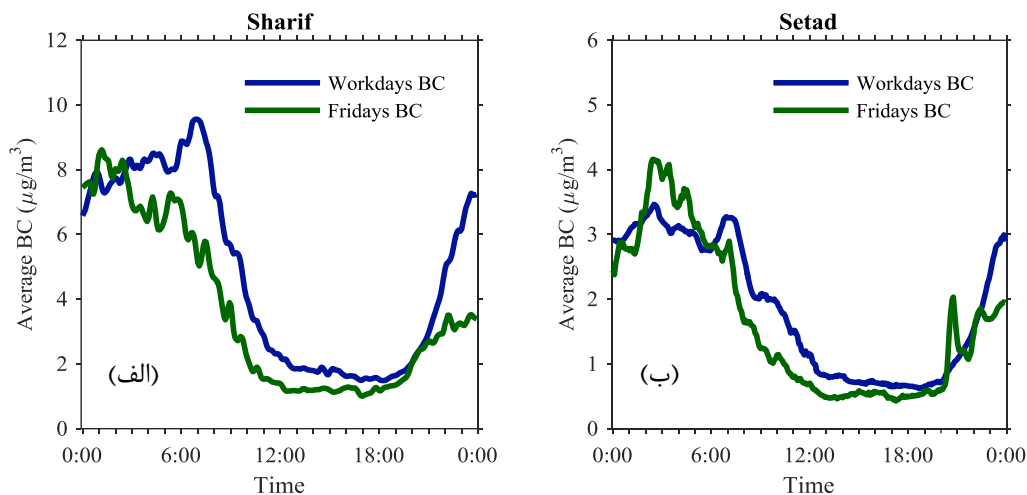 Sharif
12
10
8
6
4
2
0
Average BC (μg/m³)
Workdays BC
Fridays BC
(الف)
0:00 6:00 12:00 18:00 0:00
Time
Setad
6
5
4
3
2
1
0
Average BC (μg/m³)
Workdays BC
Fridays BC
(ب)
0:00 6:00 12:00 18:00 0:00
Time